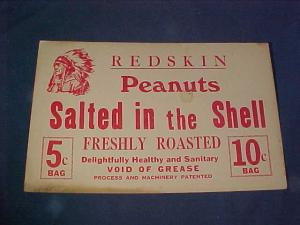 REDSKIN
Peanuts
Salted in the Shell
FRESHLY ROASTED
5c
BAG
Delightfully Healthy and Sanitary
VOID OF GREASE
PROCESS AND MACHINERY PATENTED
10c
BAG